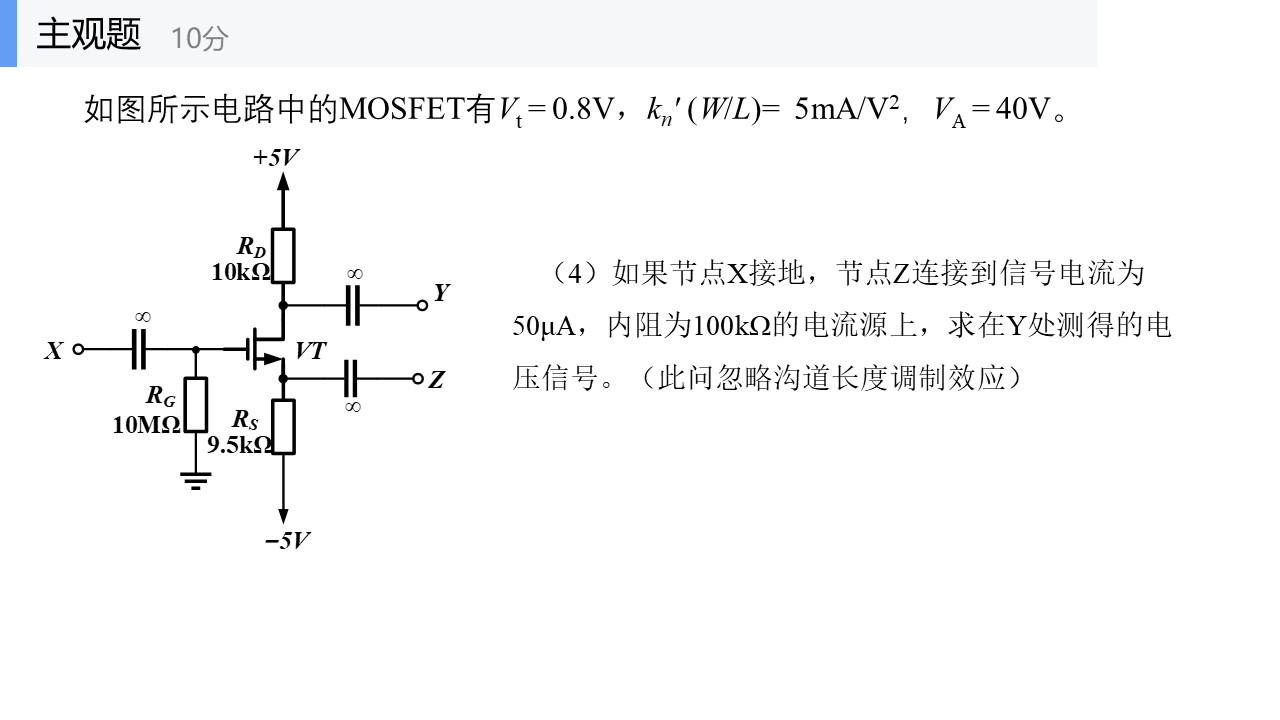 主观题 10分
如图所示电路中的MOSFET有Vt = 0.8V，kn′(W/L)= 5mA/V²，VA = 40V。
+5V
RD
10kΩ
∞
Y
∞
X
VT
Z
RG
10MΩ
∞
RS
9.5kΩ
−5V
（4）如果节点X接地，节点Z连接到信号电流为
50μA，内阻为100kΩ的电流源上，求在Y处测得的电
压信号。（此问忽略沟道长度调制效应）